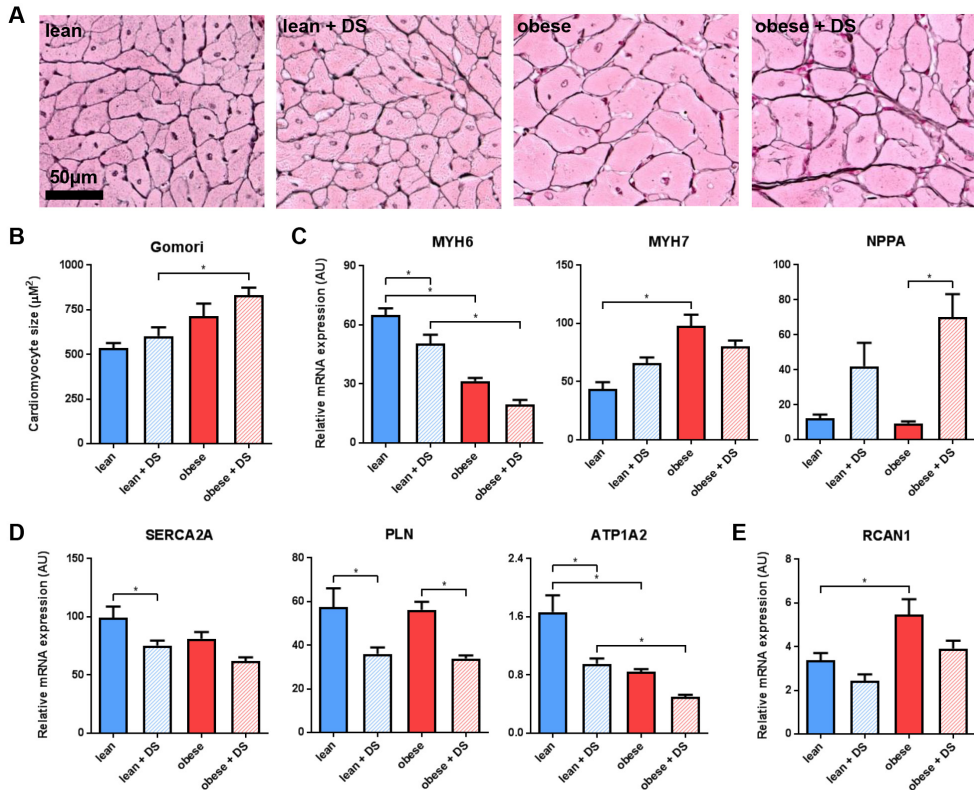 A
lean
lean + DS
obese
obese + DS
50µm
B
Gomori
Cardiomyocyte size (µM²)
1000
750
500
250
0
lean
lean + DS
obese
obese + DS
*
C
MYH6
Relative mRNA expression (AU)
90
60
30
0
lean
lean + DS
obese
obese + DS
*
*
*
MYH7
150
100
50
0
lean
lean + DS
obese
obese + DS
*
NPPA
100
80
60
40
20
0
lean
lean + DS
obese
obese + DS
*
D
SERCA2A
Relative mRNA expression (AU)
150
100
50
0
lean
lean + DS
obese
obese + DS
*
PLN
80
60
40
20
0
lean
lean + DS
obese
obese + DS
*
*
ATP1A2
2.4
1.6
0.8
0.0
lean
lean + DS
obese
obese + DS
*
*
*
E
RCAN1
Relative mRNA expression (AU)
8
6
4
2
0
lean
lean + DS
obese
obese + DS
*